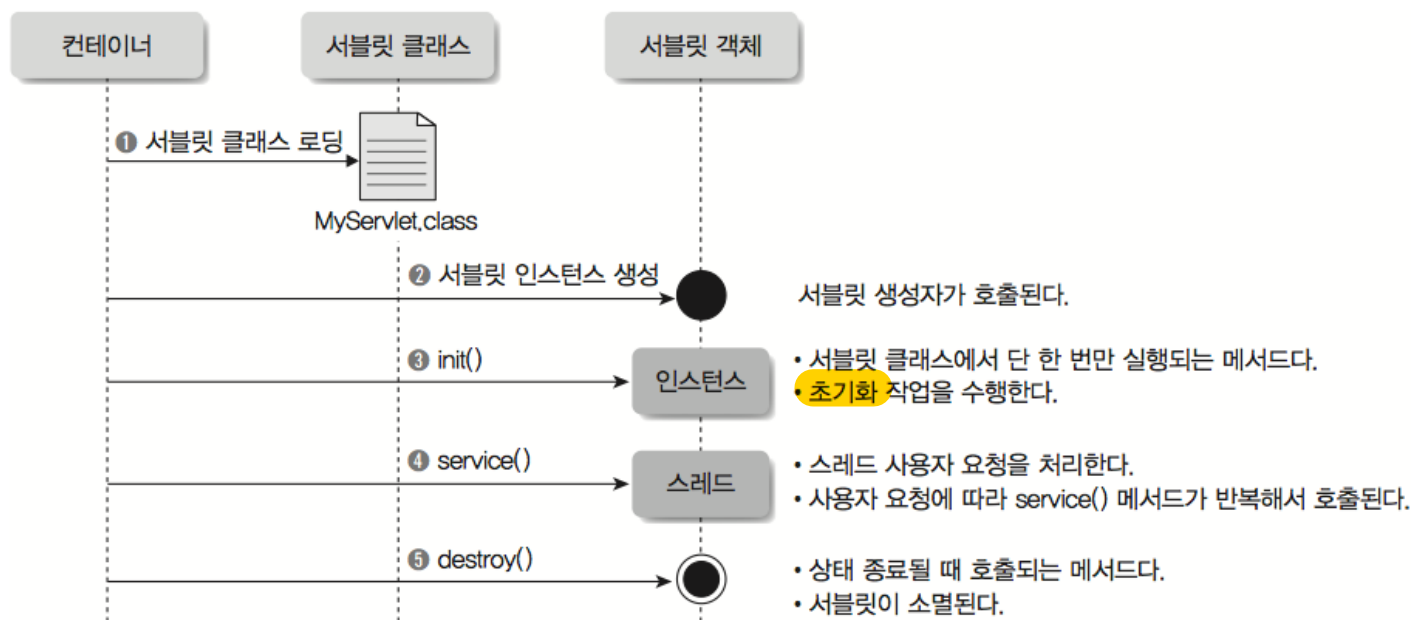 컨테이너
서블릿 클래스
서블릿 객체
❶ 서블릿 클래스 로딩
MyServlet.class
❷ 서블릿 인스턴스 생성
서블릿 생성자가 호출된다.
❸ init()
인스턴스
• 서블릿 클래스에서 단 한 번만 실행되는 메서드다.
• 초기화 작업을 수행한다.
❹ service()
스레드
• 스레드 사용자 요청을 처리한다.
• 사용자 요청에 따라 service() 메서드가 반복해서 호출된다.
❺ destroy()
• 상태 종료될 때 호출되는 메서드다.
• 서블릿이 소멸된다.